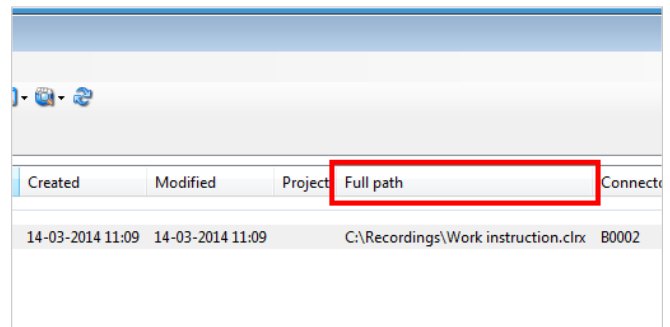 Created Modified Project Full path Connecto
14-03-2014 11:09 14-03-2014 11:09 C:\Recordings\Work instruction.clrx B0002